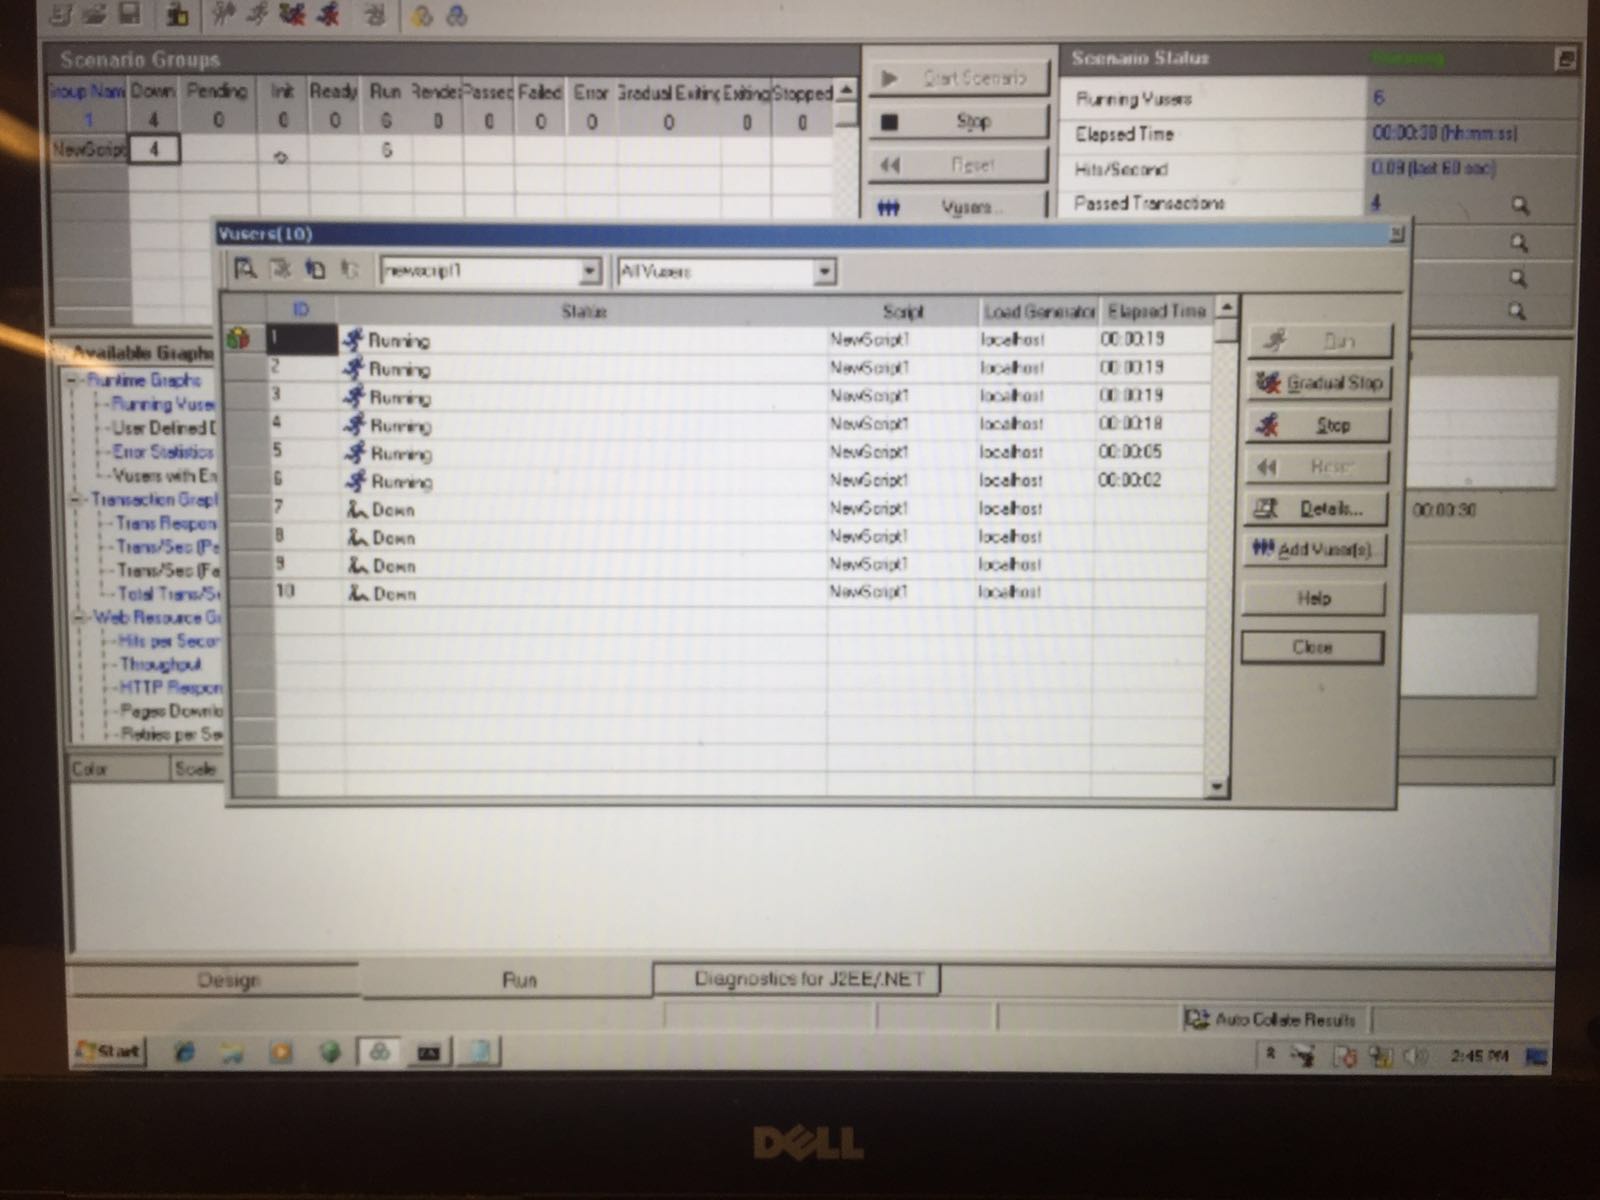 Scenario Groups
Scenario Status Running
Group Nam Down Pending Init Ready Run Passed Failed Error Gradual Exiting Exiting Stopped
1 4 0 0 0 6 0 0 0 0 0 0 0
NewScript 4 6
Start Scenario
Stop
Reset
Vusers...
Running Vusers 6
Elapsed Time 00:00:30 (hh:mm:ss)
Hits/Second 0.09 (last 60 sec)
Passed Transactions 4
Vusers(10)
newscript1 All Vusers
ID Status Script Load Generator Elapsed Time
1 Running NewScript1 localhost 00:00:19
2 Running NewScript1 localhost 00:00:19
3 Running NewScript1 localhost 00:00:19
4 Running NewScript1 localhost 00:00:18
5 Running NewScript1 localhost 00:00:05
6 Running NewScript1 localhost 00:00:02
7 Down NewScript1 localhost
8 Down NewScript1 localhost
9 Down NewScript1 localhost
10 Down NewScript1 localhost
Run
Gradual Stop
Stop
Reset
Details...
Add Vuser(s)...
Help
Close
00:00:30
Available Graphs
Runtime Graphs
Running Vuse
User Defined D
Error Statistics
Vusers with Err
Transaction Grapl
Trans Respon
Trans/Sec (Pa
Trans/Sec (Fa
Total Trans/Se
Web Resource Gr
Hits per Secor
Throughput
HTTP Respon
Pages Downlo
Retries per Se
Color Scale
Design Run Diagnostics for J2EE/.NET
Auto Collate Results
Start 2:45 PM
DELL